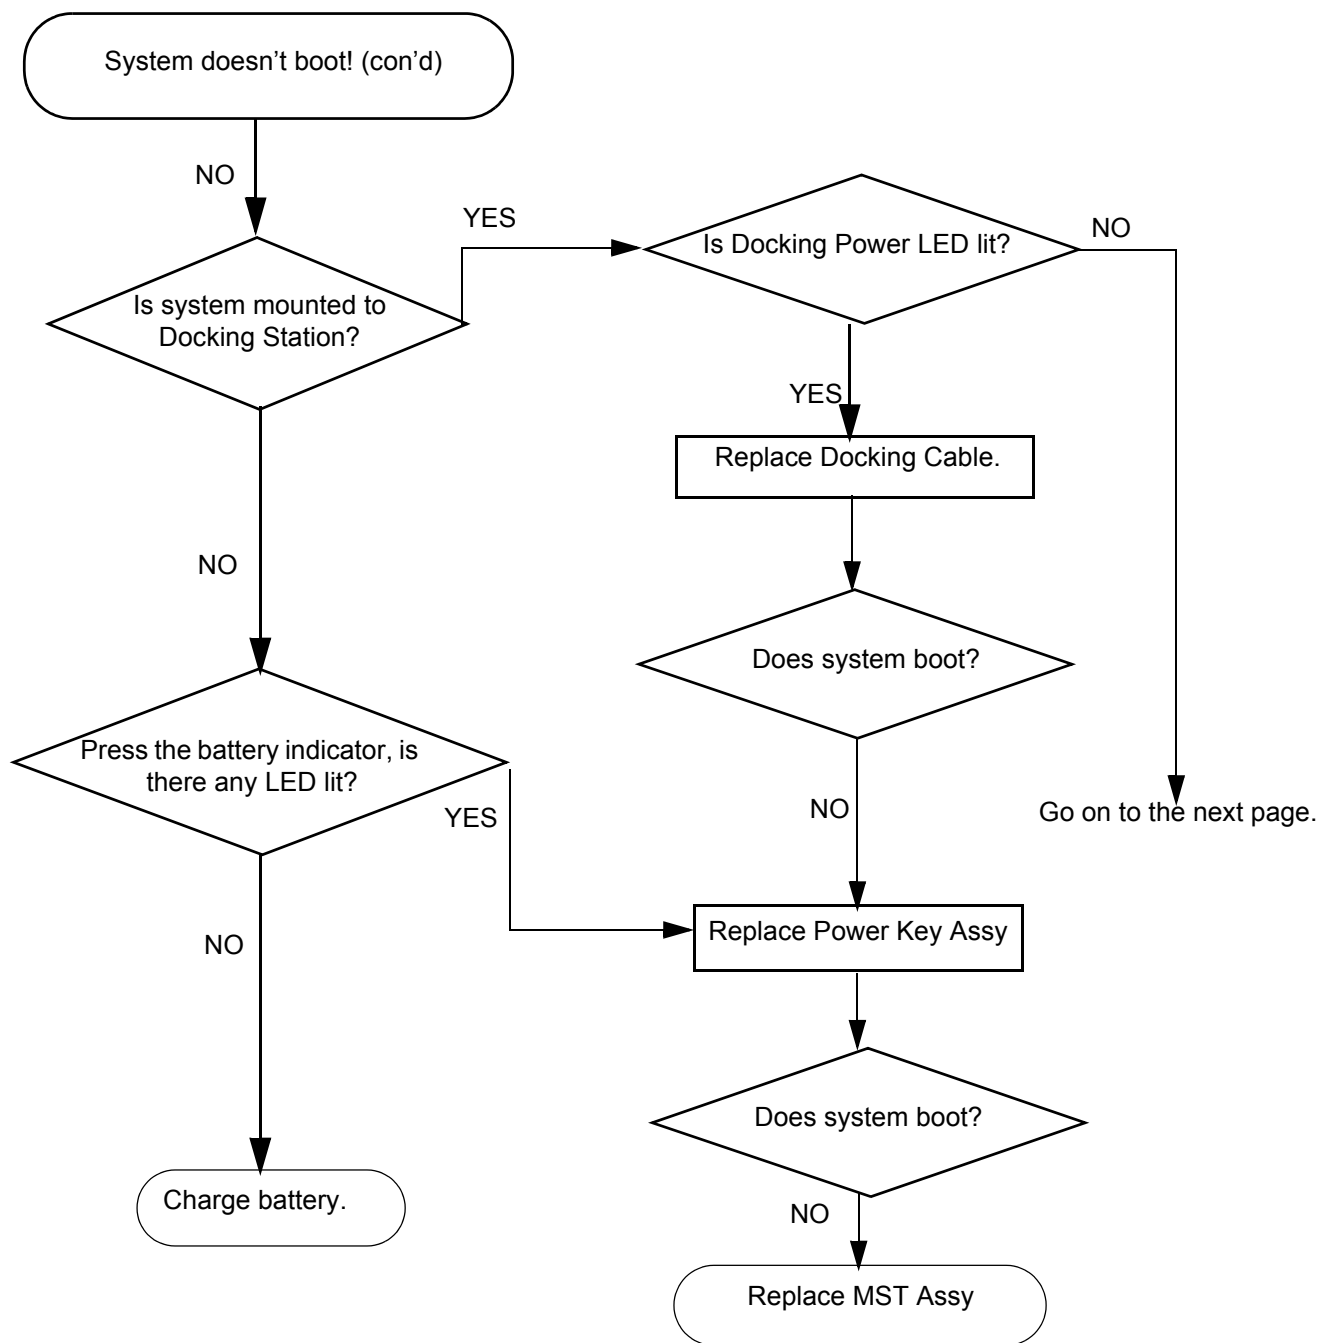 System doesn't boot! (con'd)
NO
YES
NO
Is Docking Power LED lit?
Is system mounted to
Docking Station?
YES
Replace Docking Cable.
NO
Does system boot?
Press the battery indicator, is
there any LED lit?
YES
NO
Go on to the next page.
NO
Replace Power Key Assy
Does system boot?
Charge battery.
NO
Replace MST Assy